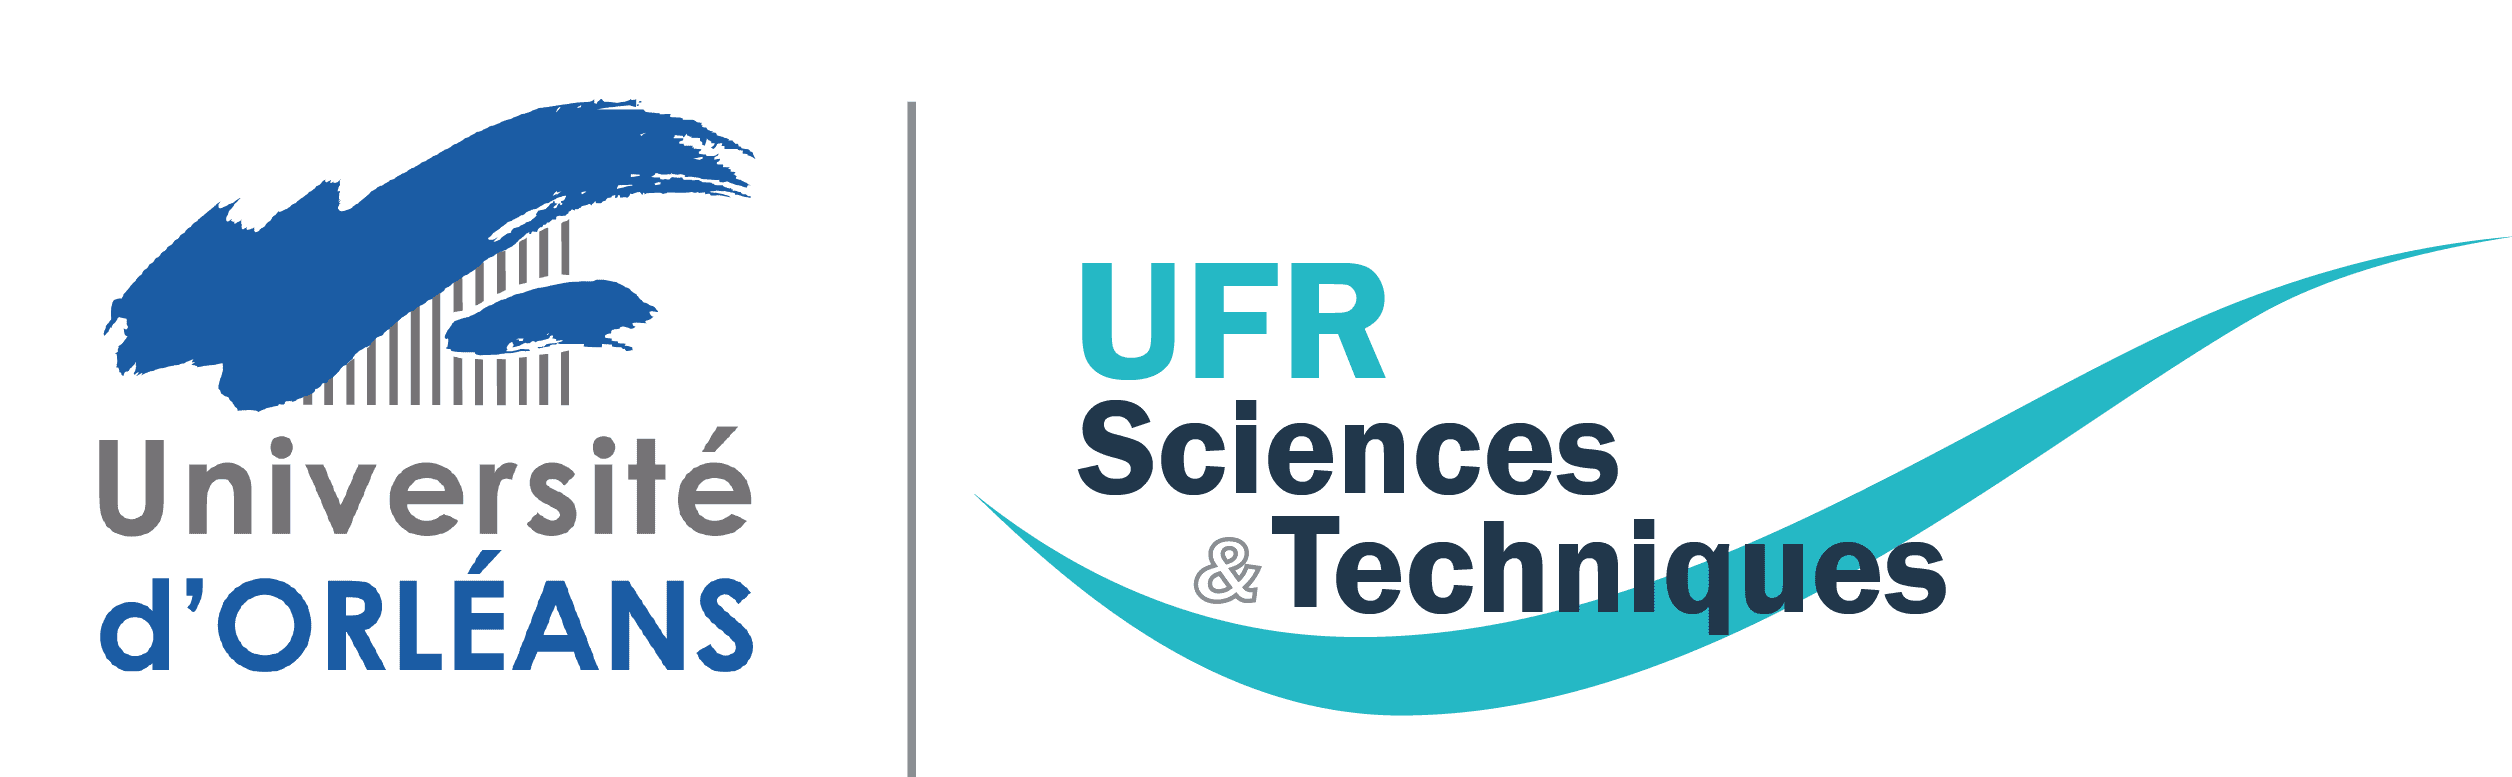 Université
d’ORLÉANS
UFR
Sciences
& Techniques